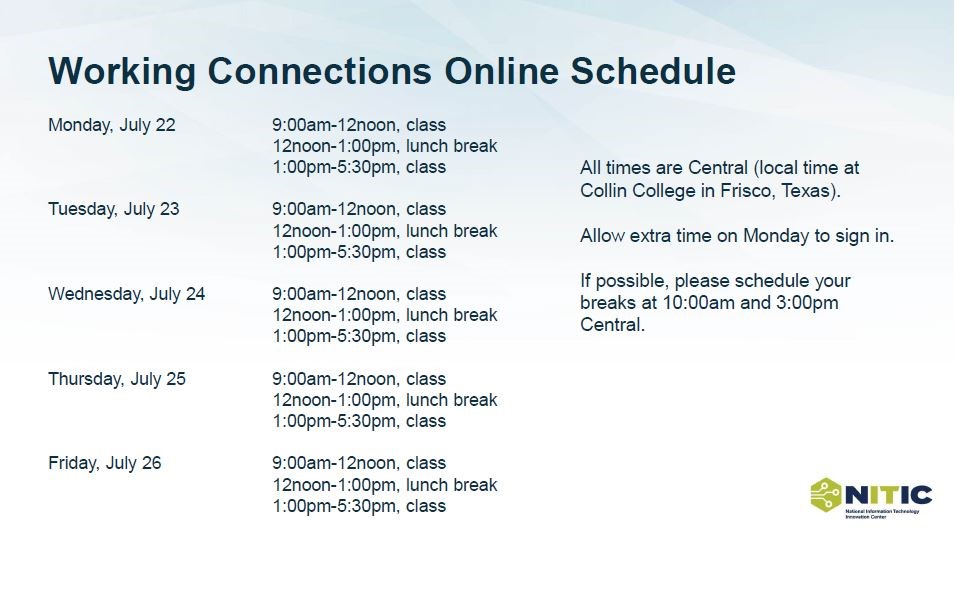 Working Connections Online Schedule
Monday, July 22
9:00am-12noon, class
12noon-1:00pm, lunch break
1:00pm-5:30pm, class
Tuesday, July 23
9:00am-12noon, class
12noon-1:00pm, lunch break
1:00pm-5:30pm, class
Wednesday, July 24
9:00am-12noon, class
12noon-1:00pm, lunch break
1:00pm-5:30pm, class
Thursday, July 25
9:00am-12noon, class
12noon-1:00pm, lunch break
1:00pm-5:30pm, class
Friday, July 26
9:00am-12noon, class
12noon-1:00pm, lunch break
1:00pm-5:30pm, class
All times are Central (local time at
Collin College in Frisco, Texas).
Allow extra time on Monday to sign in.
If possible, please schedule your
breaks at 10:00am and 3:00pm
Central.
NITIC
National Information Technology
Innovation Center